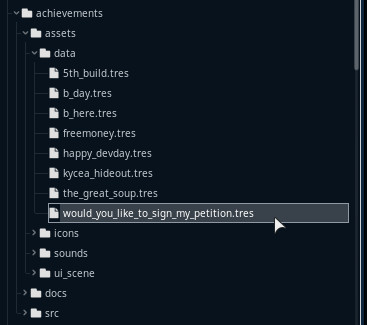 achievements
assets
data
5th_build.tres
b_day.tres
b_here.tres
freemoney.tres
happy_devday.tres
kycea_hideout.tres
the_great_soup.tres
would_you_like_to_sign_my_petition.tres
icons
sounds
ui_scene
docs
src